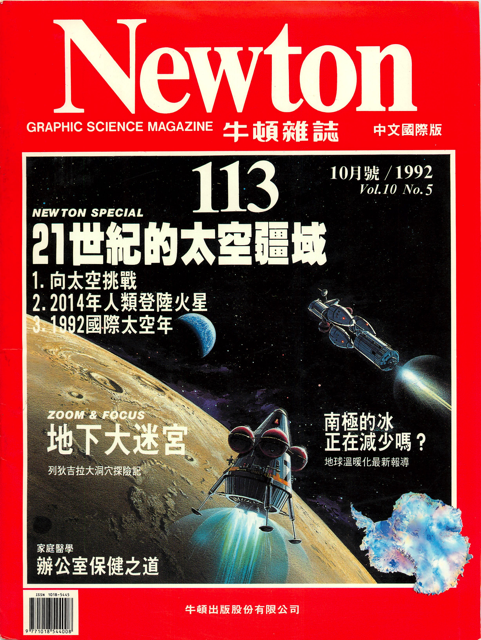 Newton
GRAPHIC SCIENCE MAGAZINE 牛頓雜誌 中文國際版
113
10月號 / 1992
Vol.10 No.5
NEWTON SPECIAL
21世紀的太空疆域
1. 向太空挑戰
2. 2014年人類登陸火星
3. 1992國際太空年
ZOOM & FOCUS
地下大迷宮
列狄吉拉大洞穴探險記
南極的冰
正在減少嗎？
地球溫暖化最新報導
家庭醫學
辦公室保健之道
ISSN 1018-5445
9 771018 544008
牛頓出版股份有限公司